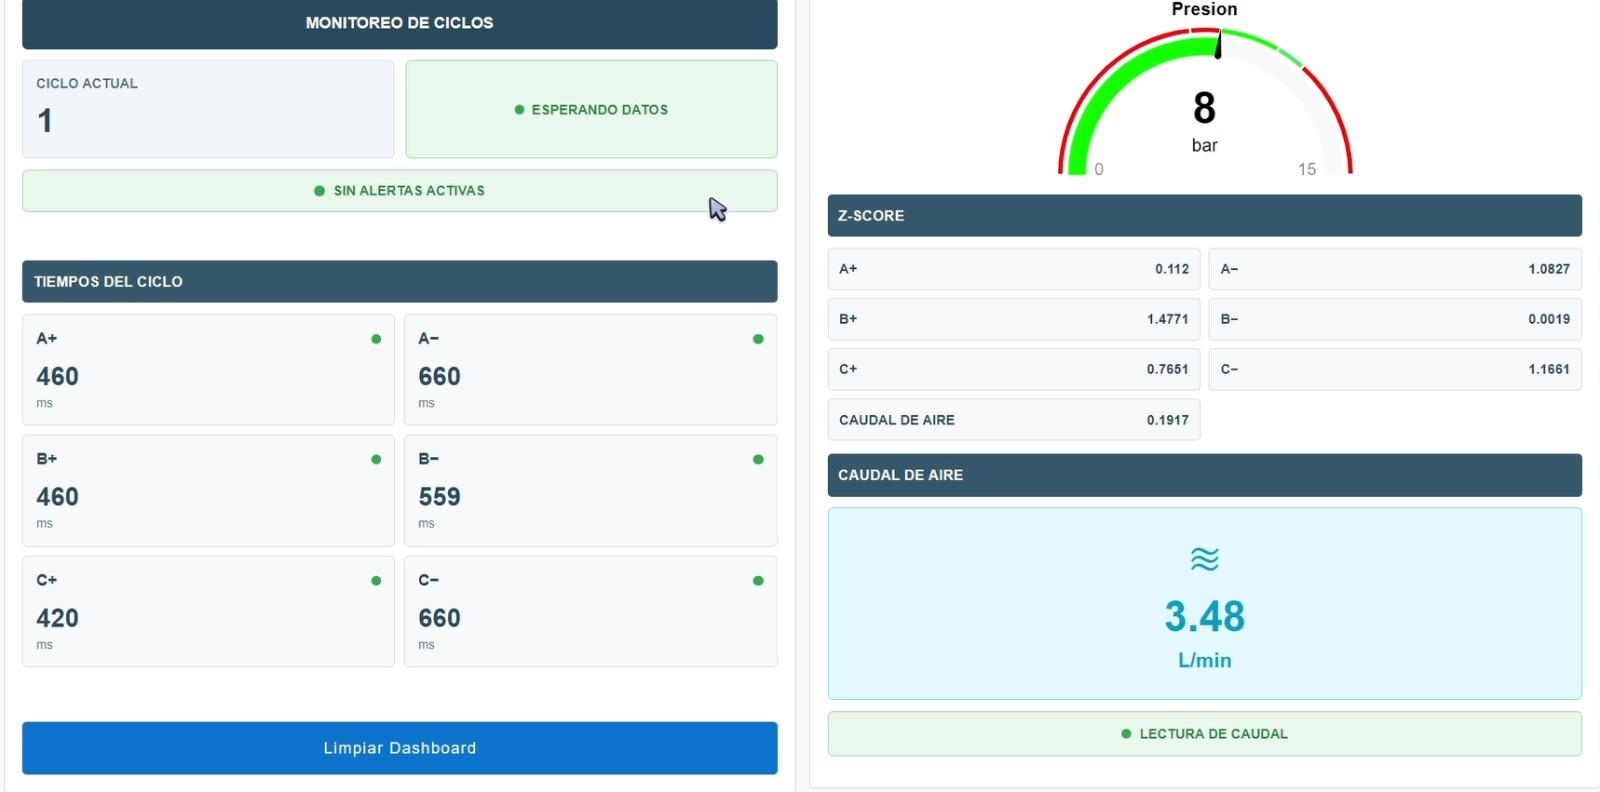 MONITOREO DE CICLOS
CICLO ACTUAL
1
ESPERANDO DATOS
SIN ALERTAS ACTIVAS
TIEMPOS DEL CICLO
A+
460
ms
A−
660
ms
B+
460
ms
B−
559
ms
C+
420
ms
C−
660
ms
Limpiar Dashboard
Presion
8
bar
0
15
Z-SCORE
A+ 0.112
A− 1.0827
B+ 1.4771
B− 0.0019
C+ 0.7651
C− 1.1661
CAUDAL DE AIRE 0.1917
CAUDAL DE AIRE
3.48
L/min
LECTURA DE CAUDAL